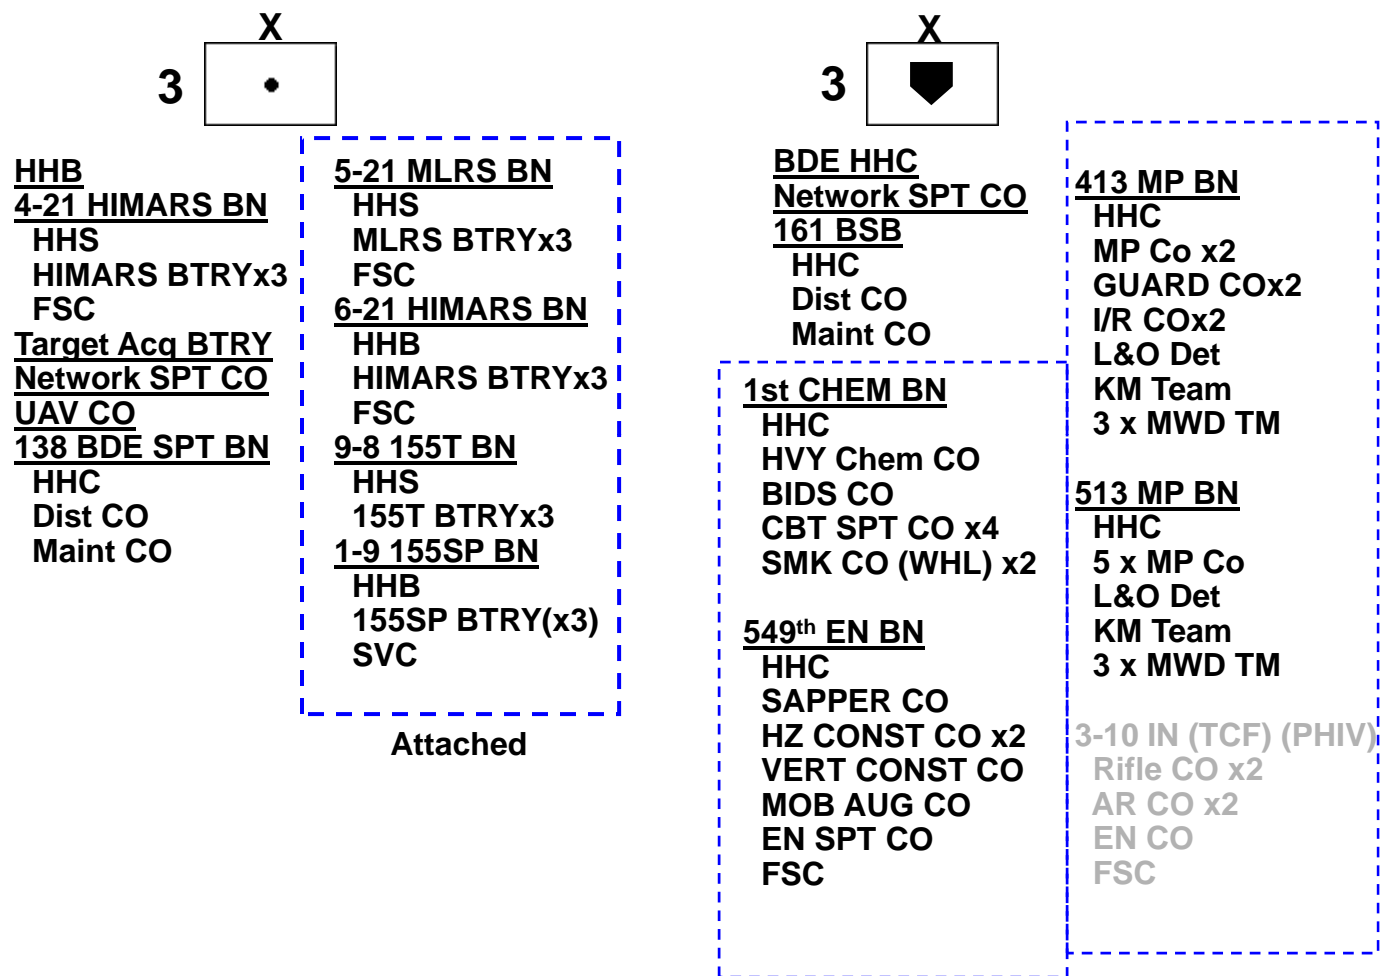 X
3
HHB
4-21 HIMARS BN
HHS
HIMARS BTRYx3
FSC
Target Acq BTRY
Network SPT CO
UAV CO
138 BDE SPT BN
HHC
Dist CO
Maint CO
5-21 MLRS BN
HHS
MLRS BTRYx3
FSC
6-21 HIMARS BN
HHB
HIMARS BTRYx3
FSC
9-8 155T BN
HHS
155T BTRYx3
1-9 155SP BN
HHB
155SP BTRY(x3)
SVC
Attached
X
3
BDE HHC
Network SPT CO
161 BSB
HHC
Dist CO
Maint CO
1st CHEM BN
HHC
HVY Chem CO
BIDS CO
CBT SPT CO x4
SMK CO (WHL) x2
549th EN BN
HHC
SAPPER CO
HZ CONST CO x2
VERT CONST CO
MOB AUG CO
EN SPT CO
FSC
413 MP BN
HHC
MP Co x2
GUARD COx2
I/R COx2
L&O Det
KM Team
3 x MWD TM
513 MP BN
HHC
5 x MP Co
L&O Det
KM Team
3 x MWD TM
3-10 IN (TCF) (PHIV)
Rifle CO x2
AR CO x2
EN CO
FSC